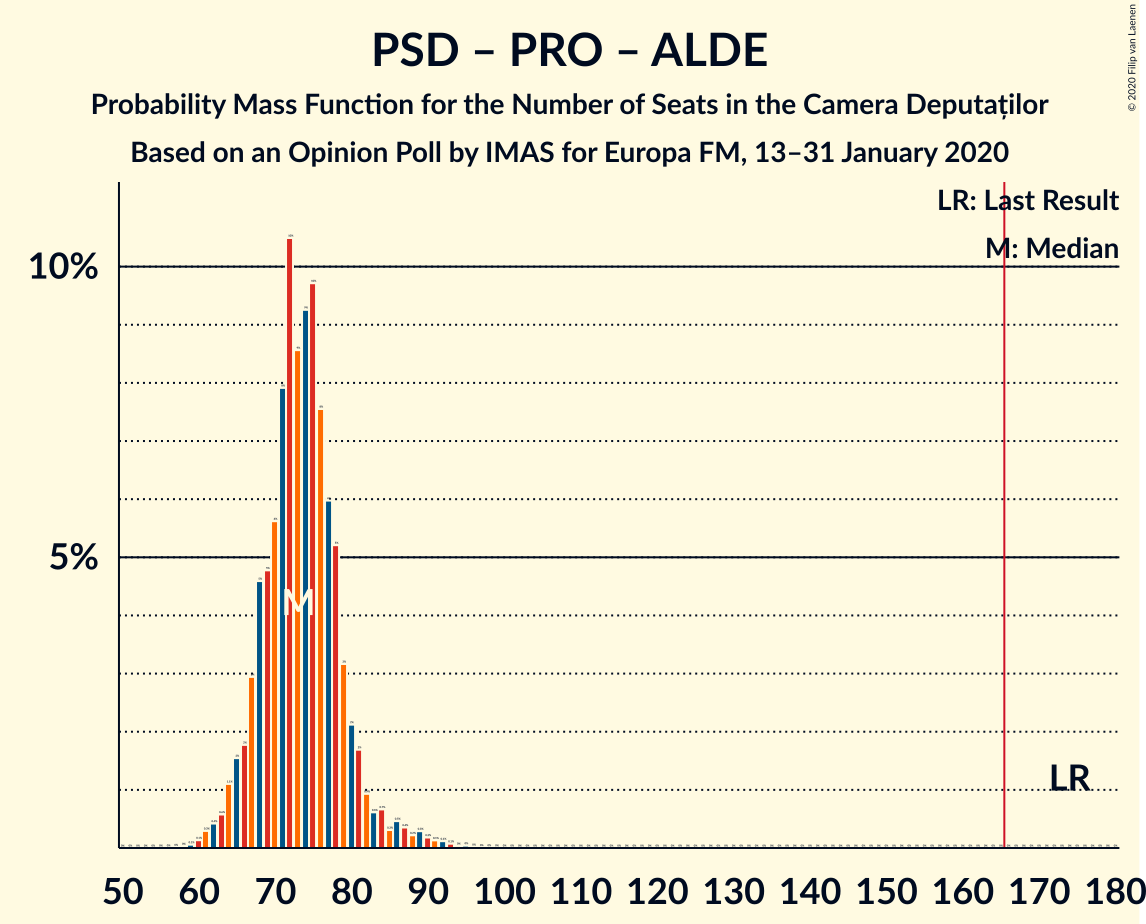 PSD – PRO – ALDE
Probability Mass Function for the Number of Seats in the Camera Deputaților
Based on an Opinion Poll by IMAS for Europa FM, 13–31 January 2020
© 2020 Filip van Laenen
LR: Last Result
M: Median
10%
5%
M
LR
50 60 70 80 90 100 110 120 130 140 150 160 170 180